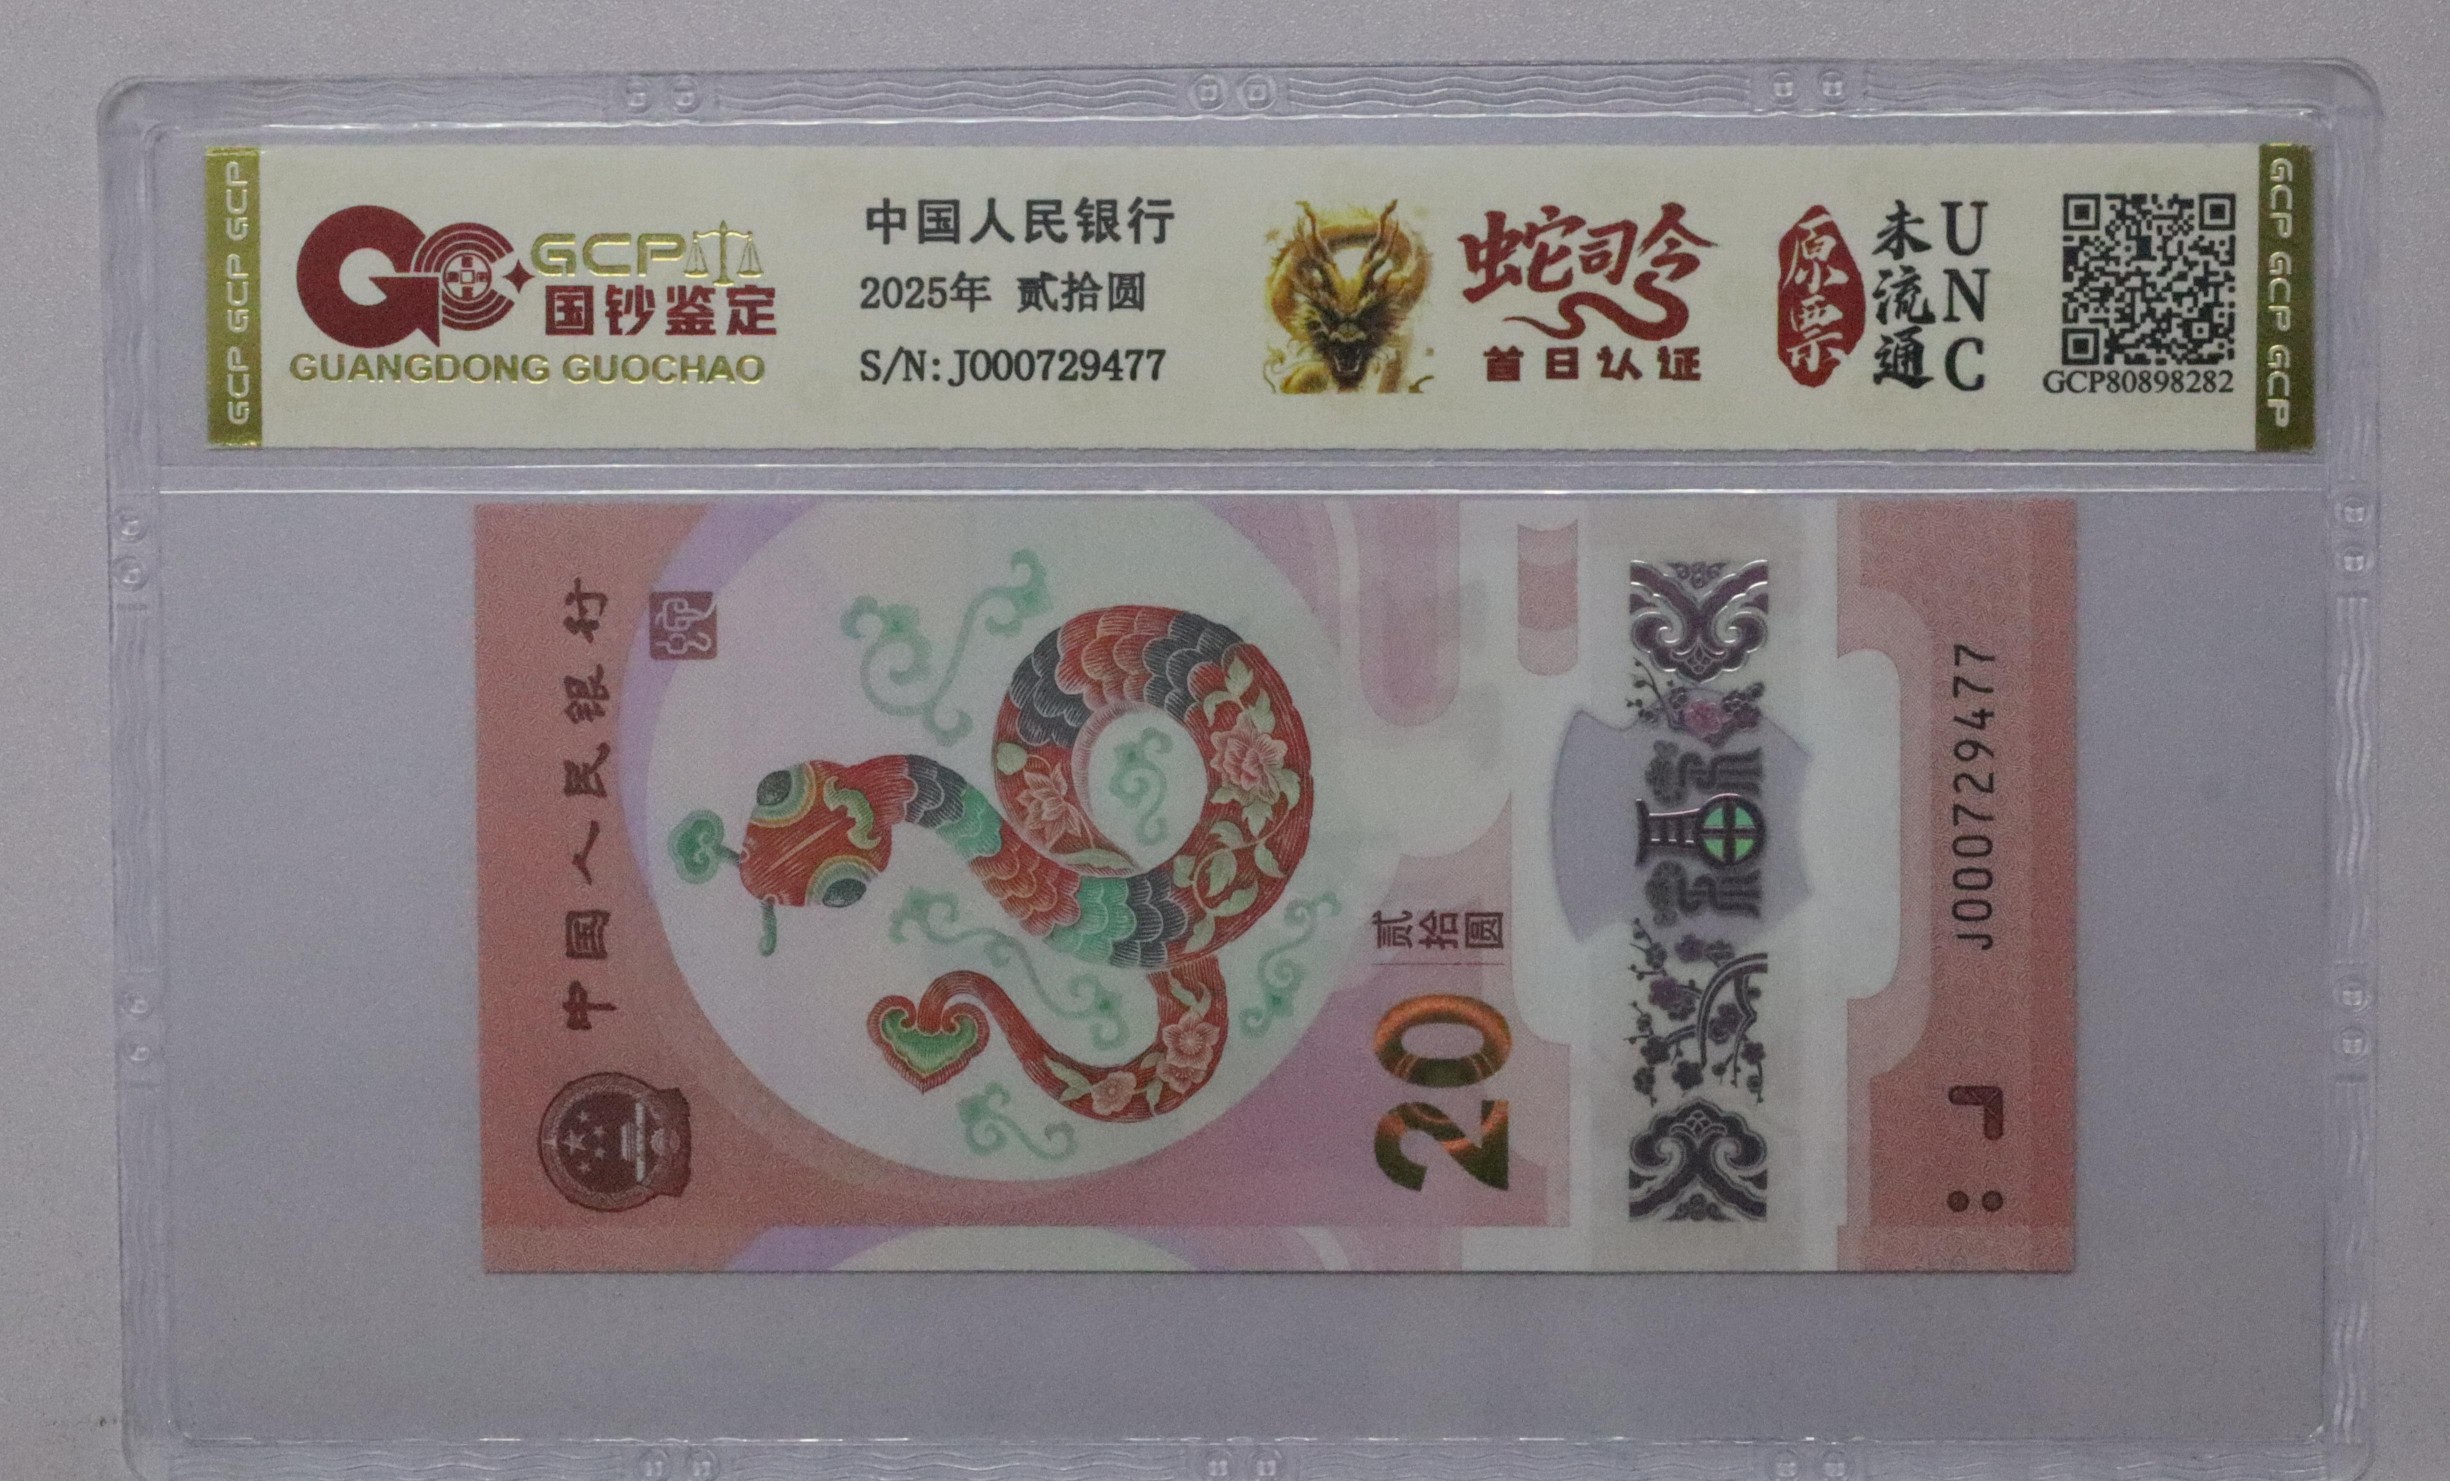 GCP GCP GCP
GCP
国钞鉴定
GUANGDONG GUOCHAO
中国人民银行
2025年 贰拾圆
S/N:J000729477
蛇司令
首日认证
原票
未流通
UNC
GCP80898282
GCP GCP GCP
中国人民银行
蛇
20
贰拾圆
福
J000729477